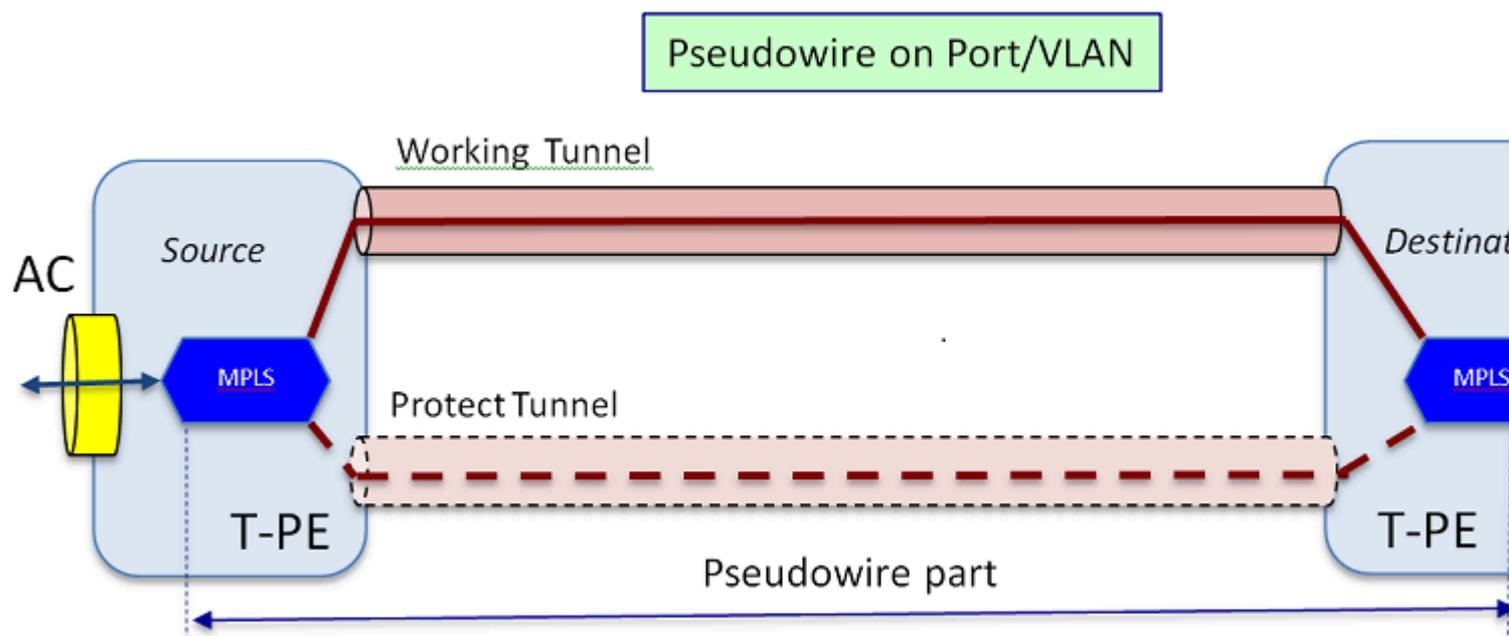 Pseudowire on Port/VLAN
Working Tunnel
Source
Destinat
AC
MPLS
MPLS
Protect Tunnel
T-PE
T-PE
Pseudowire part